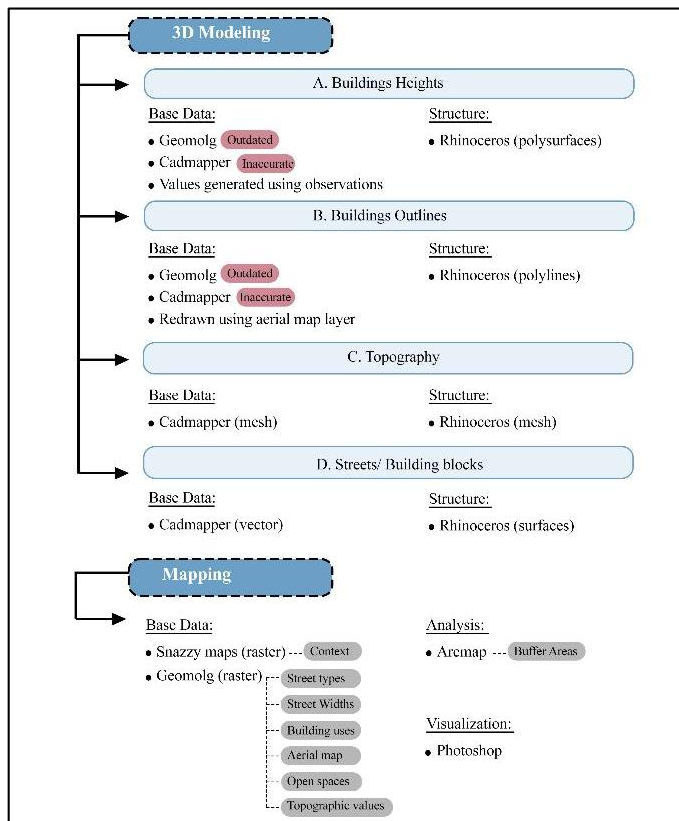 3D Modeling
A. Buildings Heights
Base Data:
Structure:
• Geomolg Outdated
• Rhinoceros (polysurfaces)
• Cadmapper Inaccurate
• Values generated using observations
B. Buildings Outlines
Base Data:
Structure:
• Geomolg Outdated
• Rhinoceros (polylines)
• Cadmapper Inaccurate
• Redrawn using aerial map layer
C. Topography
Base Data:
Structure:
• Cadmapper (mesh)
• Rhinoceros (mesh)
D. Streets/ Building blocks
Base Data:
Structure:
• Cadmapper (vector)
• Rhinoceros (surfaces)
Mapping
Base Data:
Analysis:
• Snazzy maps (raster) Context
• Arcmap Buffer Areas
• Geomolg (raster) Street types
Street Widths
Building uses
Aerial map
Open spaces
Topographic values
Visualization:
• Photoshop